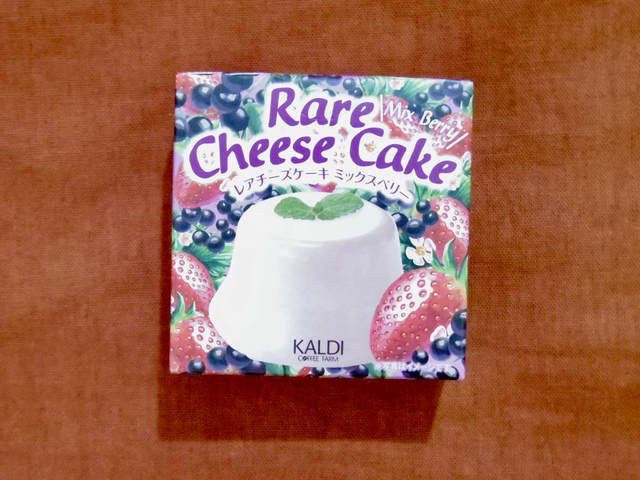 Rare
Mix Berry
Cheese Cake
レアチーズケーキ ミックスベリー
KALDI
COFFEE FARM